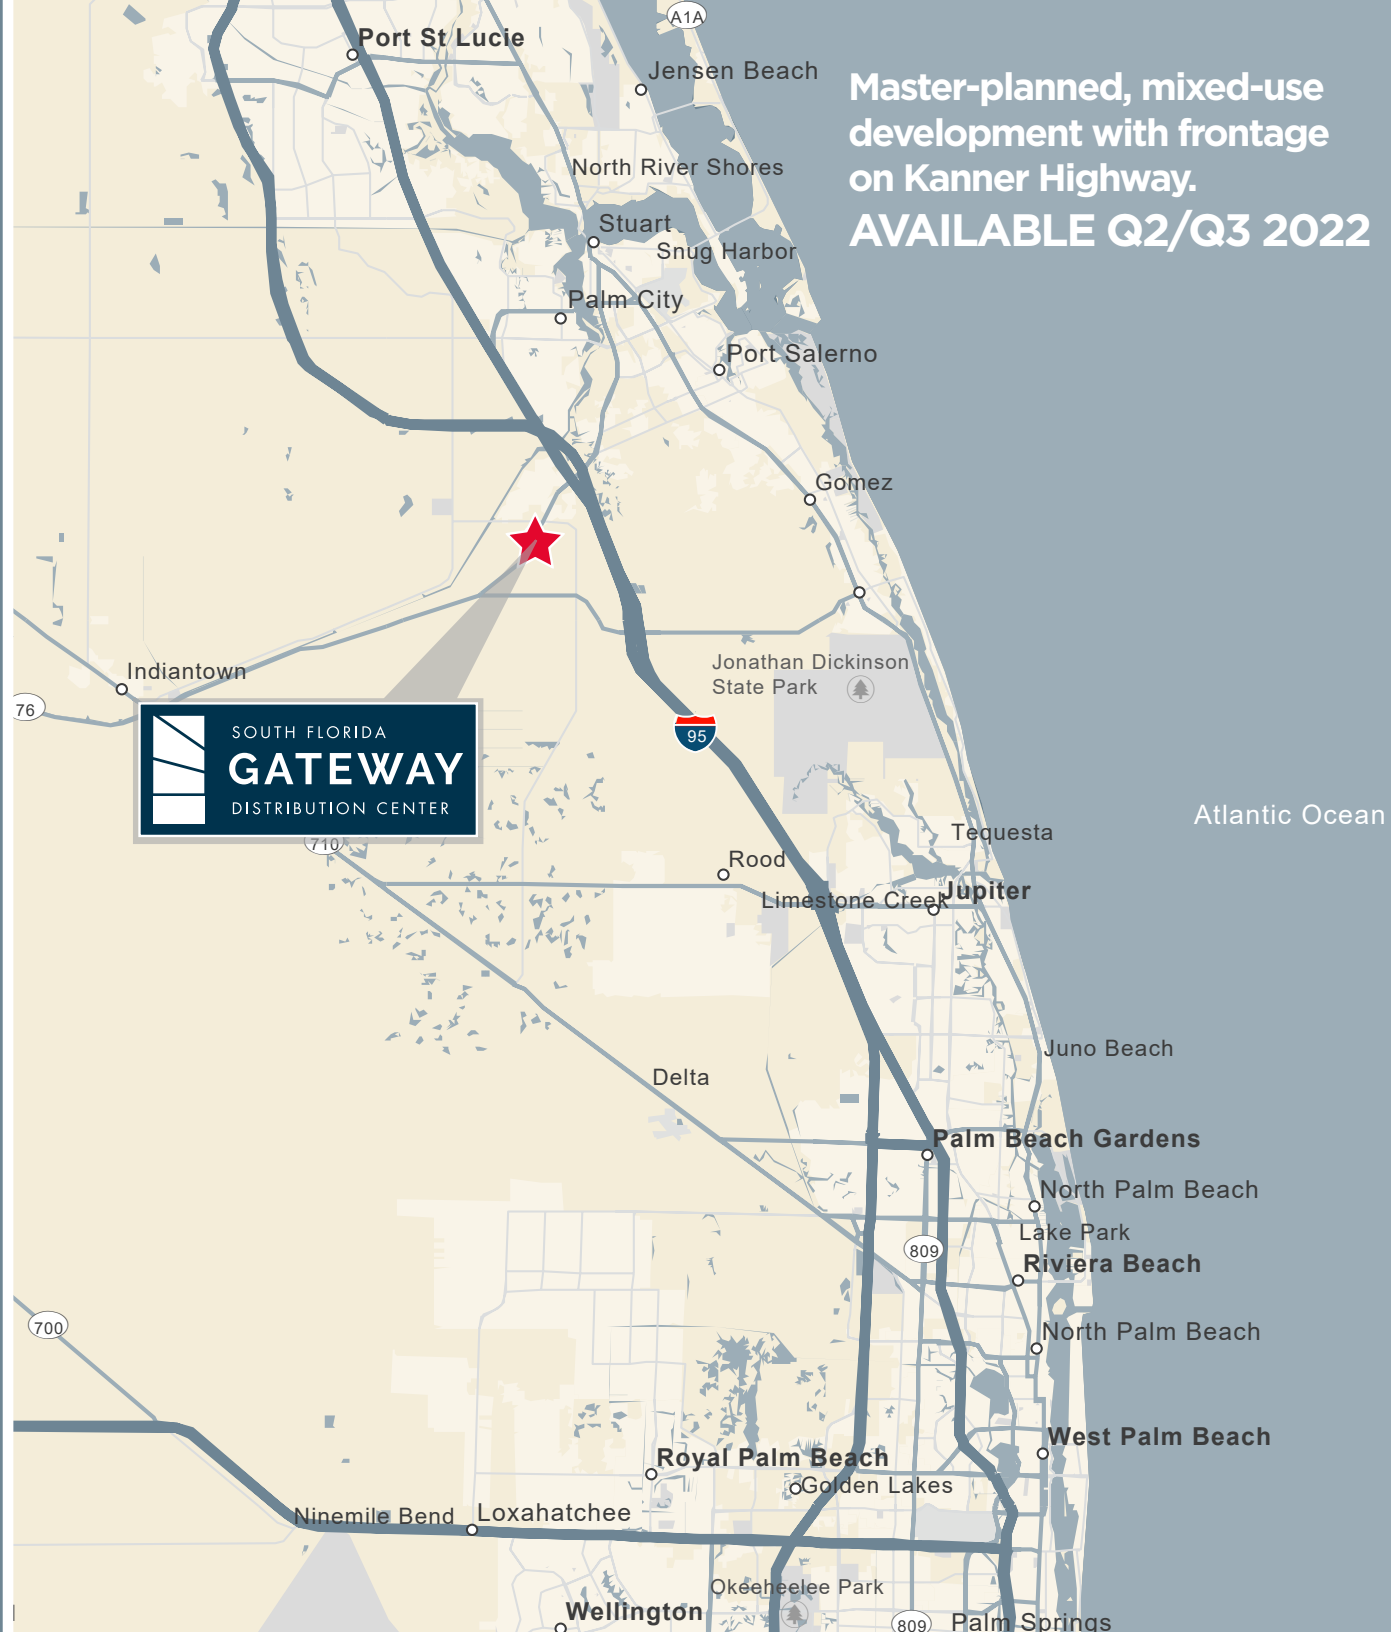 A1A
Port St Lucie
Jensen Beach
Master-planned, mixed-use
development with frontage
on Kanner Highway.
AVAILABLE Q2/Q3 2022
North River Shores
Stuart
Snug Harbor
Palm City
Port Salerno
Gomez
Jonathan Dickinson
State Park
Indiantown
76
95
SOUTH FLORIDA
GATEWAY
DISTRIBUTION CENTER
710
Atlantic Ocean
Tequesta
Rood
Jupiter
Limestone Creek
Juno Beach
Delta
Palm Beach Gardens
North Palm Beach
Lake Park
809
Riviera Beach
700
North Palm Beach
West Palm Beach
Royal Palm Beach
Golden Lakes
Loxahatchee
Ninemile Bend
Okeeheelee Park
Wellington
809
Palm Springs